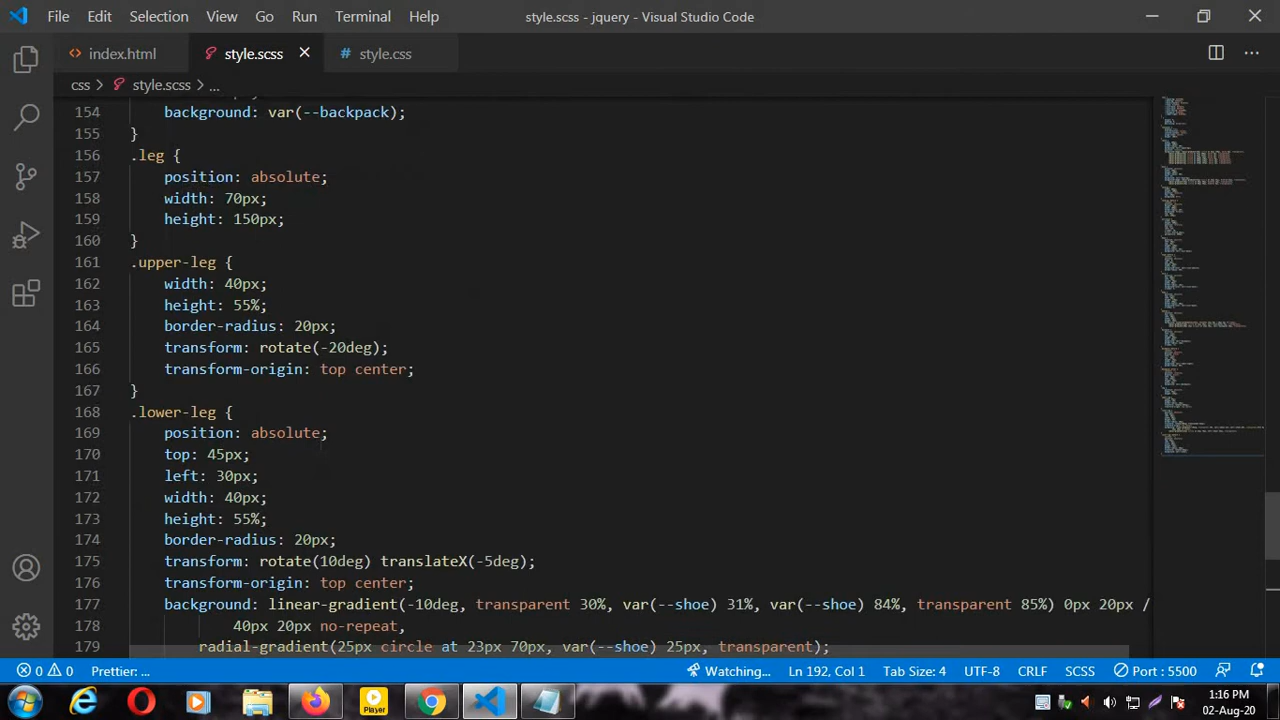 File Edit Selection View Go Run Terminal Help style.scss - jquery - Visual Studio Code
index.html style.scss style.css
css > style.scss > ...
154 background: var(--backpack);
155 }
156 .leg {
157 position: absolute;
158 width: 70px;
159 height: 150px;
160 }
161 .upper-leg {
162 width: 40px;
163 height: 55%;
164 border-radius: 20px;
165 transform: rotate(-20deg);
166 transform-origin: top center;
167 }
168 .lower-leg {
169 position: absolute;
170 top: 45px;
171 left: 30px;
172 width: 40px;
173 height: 55%;
174 border-radius: 20px;
175 transform: rotate(10deg) translateX(-5deg);
176 transform-origin: top center;
177 background: linear-gradient(-10deg, transparent 30%, var(--shoe) 31%, var(--shoe) 84%, transparent 85%) 0px 20px /
178 40px 20px no-repeat,
179 radial-gradient(25px circle at 23px 70px, var(--shoe) 25px, transparent);
0 0 Prettier: Watching... Ln 192, Col 1 Tab Size: 4 UTF-8 CRLF SCSS Port : 5500
Player
1:16 PM
02-Aug-20